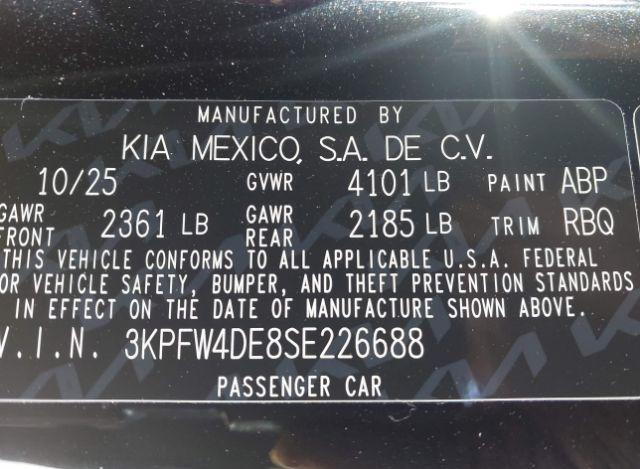 MANUFACTURED BY
KIA MEXICO, S.A. DE C.V.
10/25 GVWR 4101 LB PAINT ABP
GAWR FRONT 2361 LB GAWR REAR 2185 LB TRIM RBQ
THIS VEHICLE CONFORMS TO ALL APPLICABLE U.S.A. FEDERAL
OR VEHICLE SAFETY, BUMPER, AND THEFT PREVENTION STANDARDS
IN EFFECT ON THE DATE OF MANUFACTURE SHOWN ABOVE.
V.I.N. 3KPFW4DE8SE226688
PASSENGER CAR